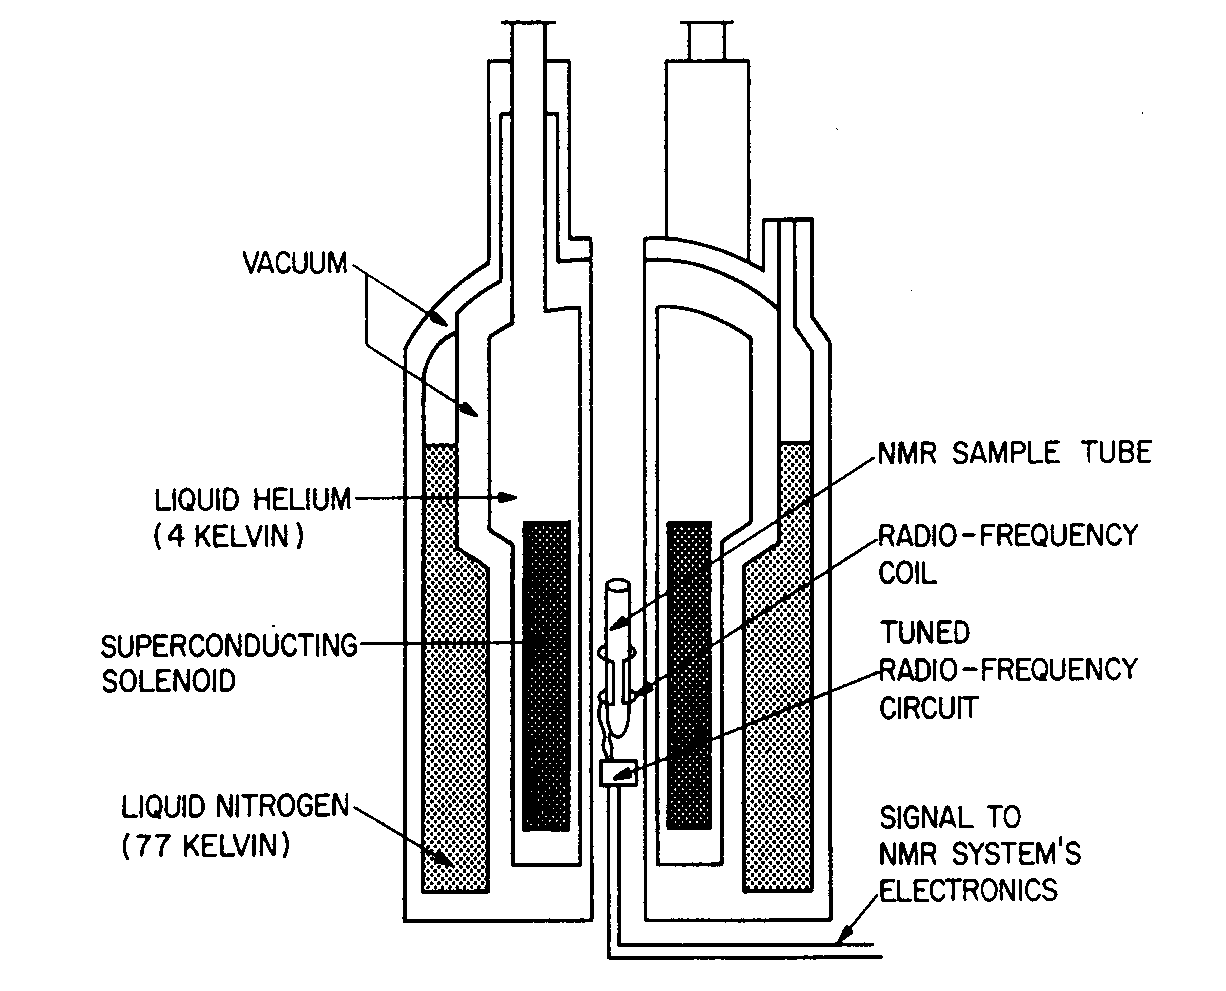 VACUUM
LIQUID HELIUM
(4 KELVIN)
SUPERCONDUCTING
SOLENOID
LIQUID NITROGEN
(77 KELVIN)
NMR SAMPLE TUBE
RADIO-FREQUENCY
COIL
TUNED
RADIO-FREQUENCY
CIRCUIT
SIGNAL TO
NMR SYSTEM'S
ELECTRONICS